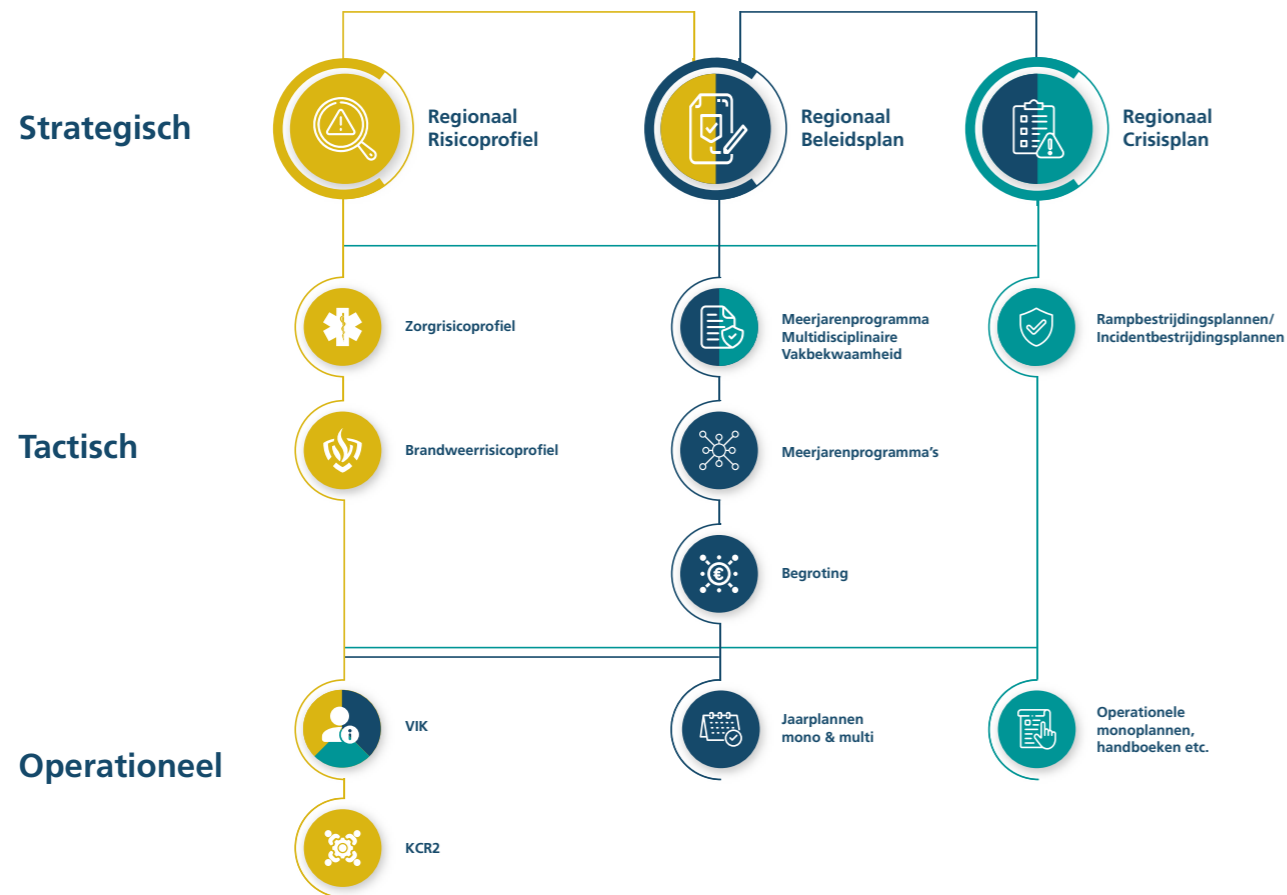 Strategisch
Regionaal
Risicoprofiel
Regionaal
Beleidsplan
Regionaal
Crisisplan
Zorgrisicoprofiel
Meerjarenprogramma
Multidisciplinaire
Vakbekwaamheid
Rampbestrijdingsplannen/
Incidentbestrijdingsplannen
Tactisch
Brandweerrisicoprofiel
Meerjarenprogramma's
€
Begroting
Operationeel
VIK
Jaarplannen
mono & multi
Operationele
monoplannen,
handboeken etc.
KCR2